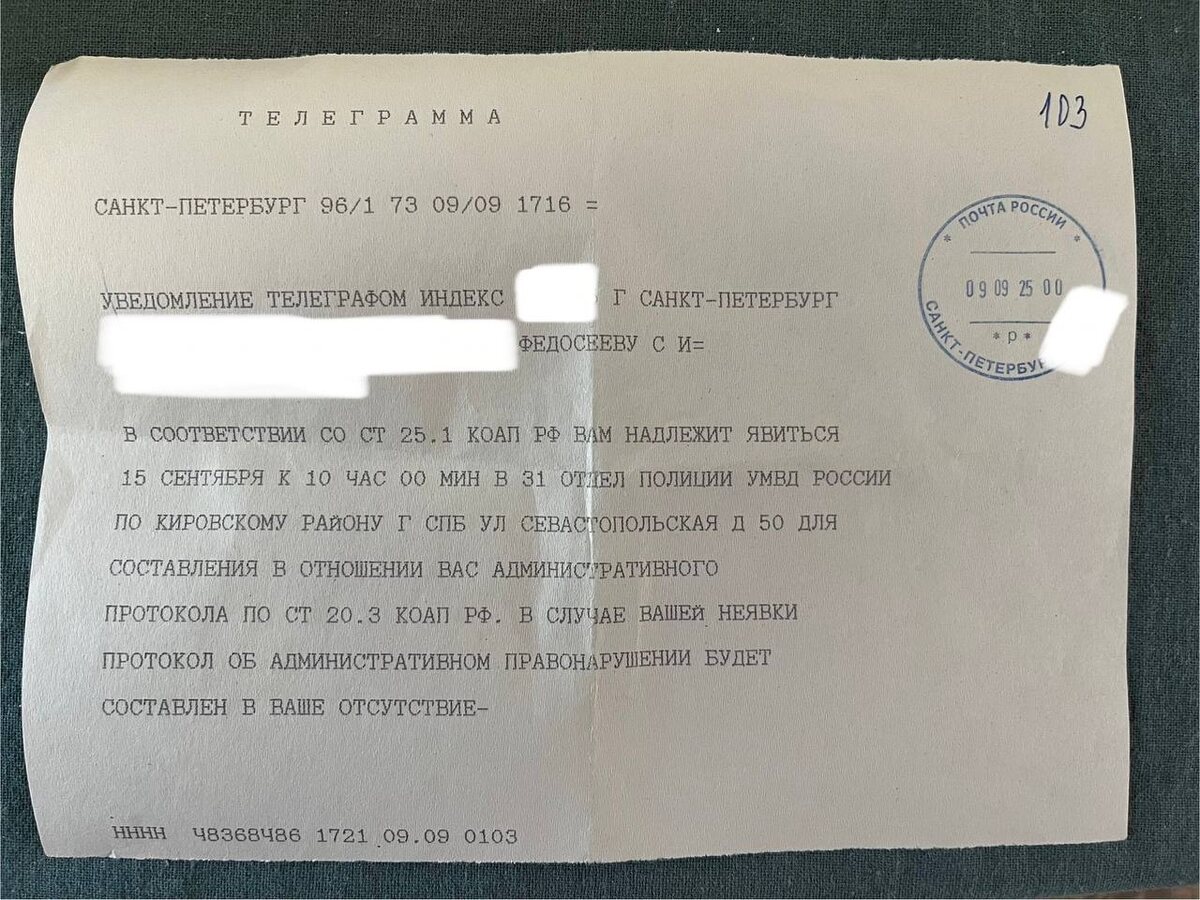 ТЕЛЕГРАММА
103
САНКТ-ПЕТЕРБУРГ 96/1 73 09/09 1716 =
ПОЧТА РОССИИ
09 09 25 00
* Р *
САНКТ-ПЕТЕРБУР
УВЕДОМЛЕНИЕ ТЕЛЕГРАФОМ ИНДЕКС Г САНКТ-ПЕТЕРБУРГ
ФЕДОСЕЕВУ С И=
В СООТВЕТСТВИИ СО СТ 25.1 КОАП РФ ВАМ НАДЛЕЖИТ ЯВИТЬСЯ
15 СЕНТЯБРЯ К 10 ЧАС 00 МИН В 31 ОТДЕЛ ПОЛИЦИИ УМВД РОССИИ
ПО КИРОВСКОМУ РАЙОНУ Г СПБ УЛ СЕВАСТОПОЛЬСКАЯ Д 50 ДЛЯ
СОСТАВЛЕНИЯ В ОТНОШЕНИИ ВАС АДМИНИСТРАТИВНОГО
ПРОТОКОЛА ПО СТ 20.3 КОАП РФ. В СЛУЧАЕ ВАШЕЙ НЕЯВКИ
ПРОТОКОЛ ОБ АДМИНИСТРАТИВНОМ ПРАВОНАРУШЕНИИ БУДЕТ
СОСТАВЛЕН В ВАШЕ ОТСУТСТВИЕ-
НННН Ч8368Ч86 1721 09.09 0103